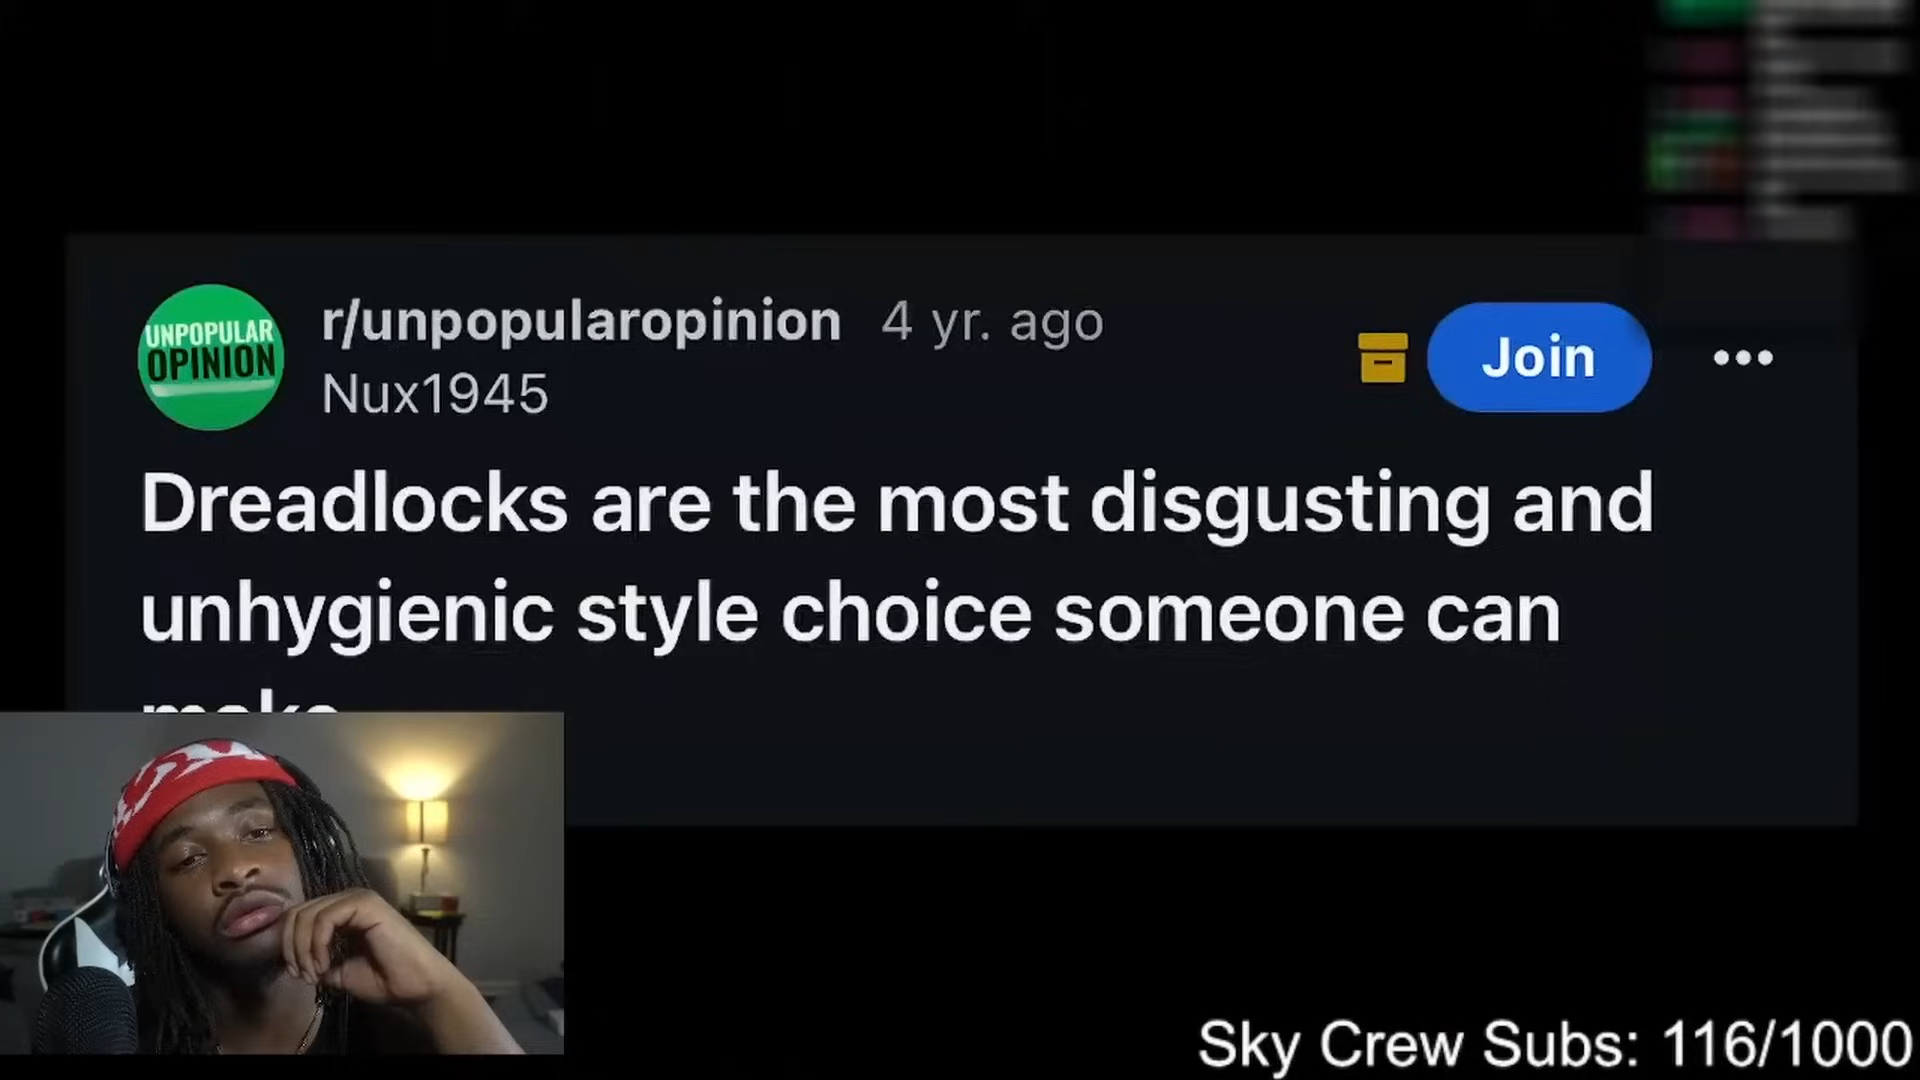 UNPOPULAR
OPINION
r/unpopularopinion 4 yr. ago
Nux1945
Join
Dreadlocks are the most disgusting and
unhygienic style choice someone can
make
Sky Crew Subs: 116/1000